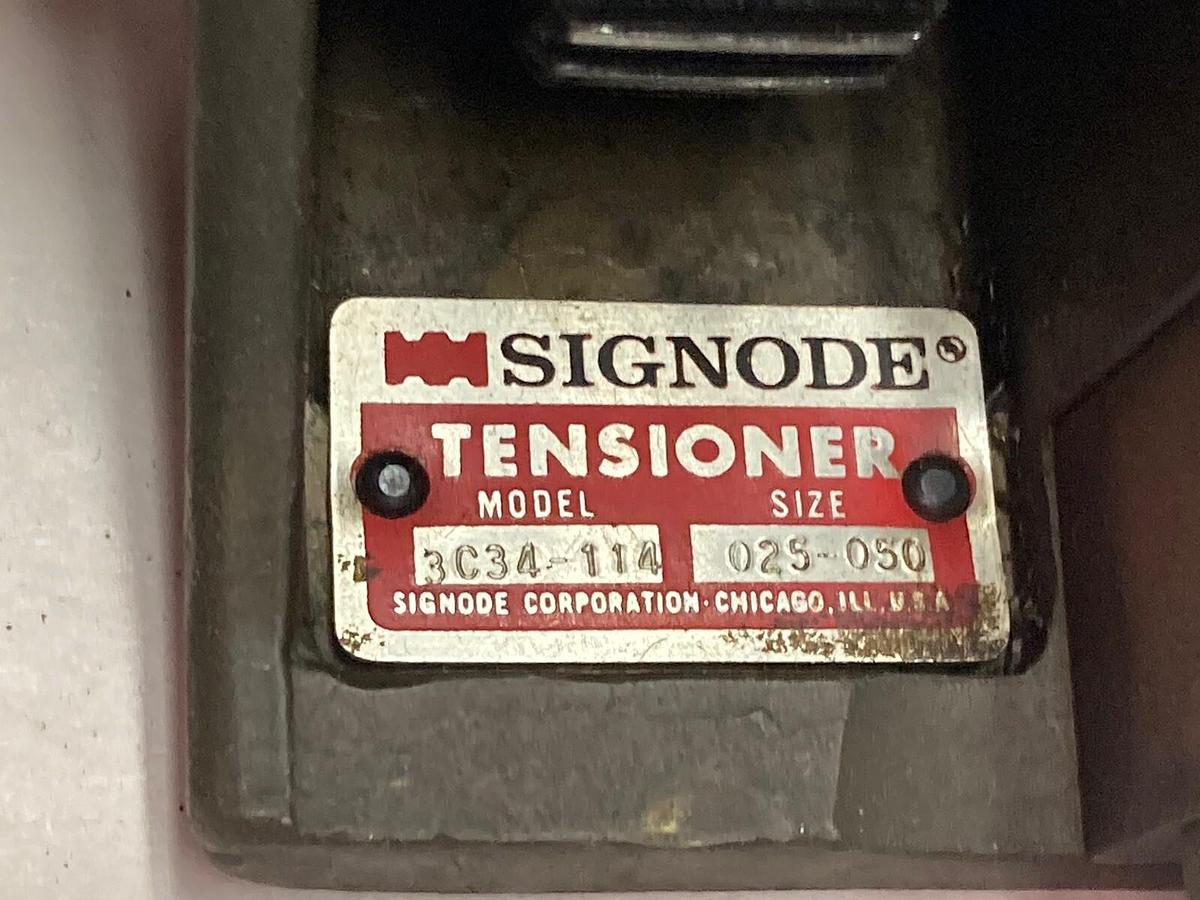 SIGNODE®
TENSIONER
MODEL SIZE
3C34-114 025-050
SIGNODE CORPORATION·CHICAGO, ILL, U.S.A